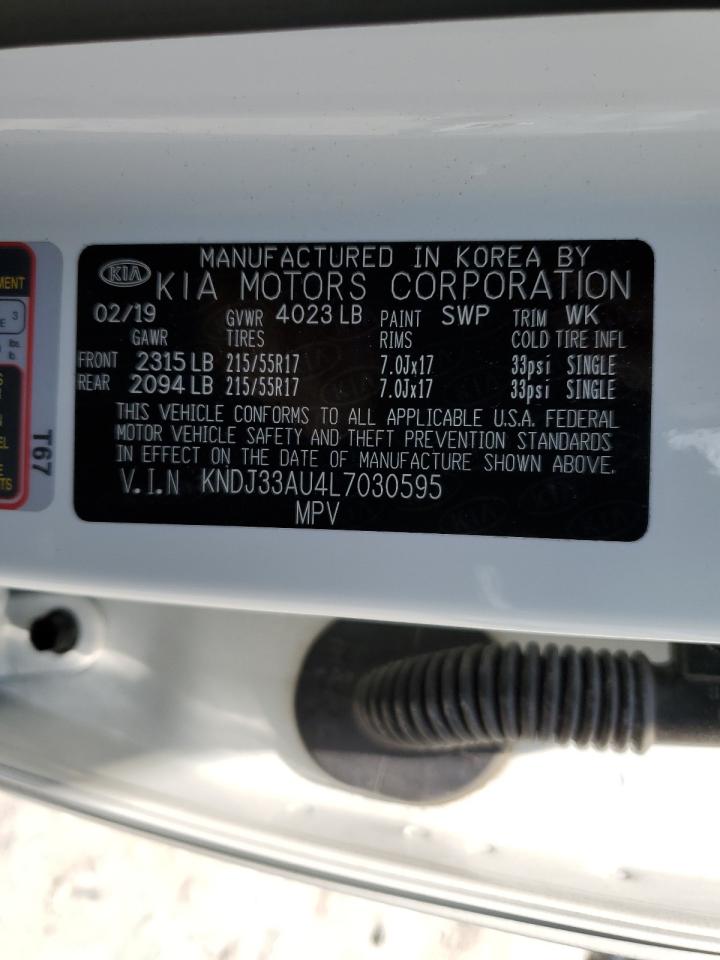 MANUFACTURED IN KOREA BY
KIA KIA MOTORS CORPORATION
02/19 GVWR 4023 LB PAINT SWP TRIM WK
GAWR TIRES RIMS COLD TIRE INFL
FRONT 2315 LB 215/55R17 7.0Jx17 33psi SINGLE
REAR 2094 LB 215/55R17 7.0Jx17 33psi SINGLE
THIS VEHICLE CONFORMS TO ALL APPLICABLE U.S.A. FEDERAL
MOTOR VEHICLE SAFETY AND THEFT PREVENTION STANDARDS
IN EFFECT ON THE DATE OF MANUFACTURE SHOWN ABOVE.
V.I.N KNDJ33AU4L7030595
MPV
T67
3
lbs.
lb.